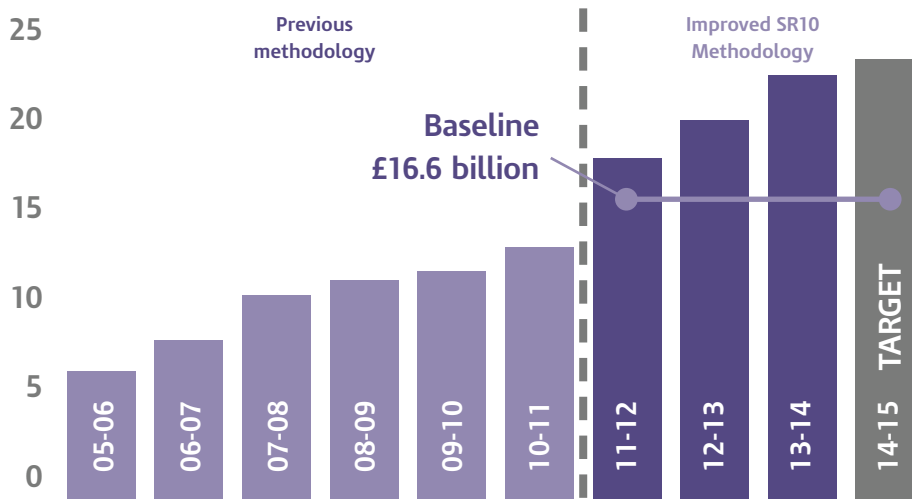 25
20
15
10
5
0
Previous
methodology
Improved SR10
Methodology
Baseline
£16.6 billion
05-06
06-07
07-08
08-09
09-10
10-11
11-12
12-13
13-14
14-15 TARGET